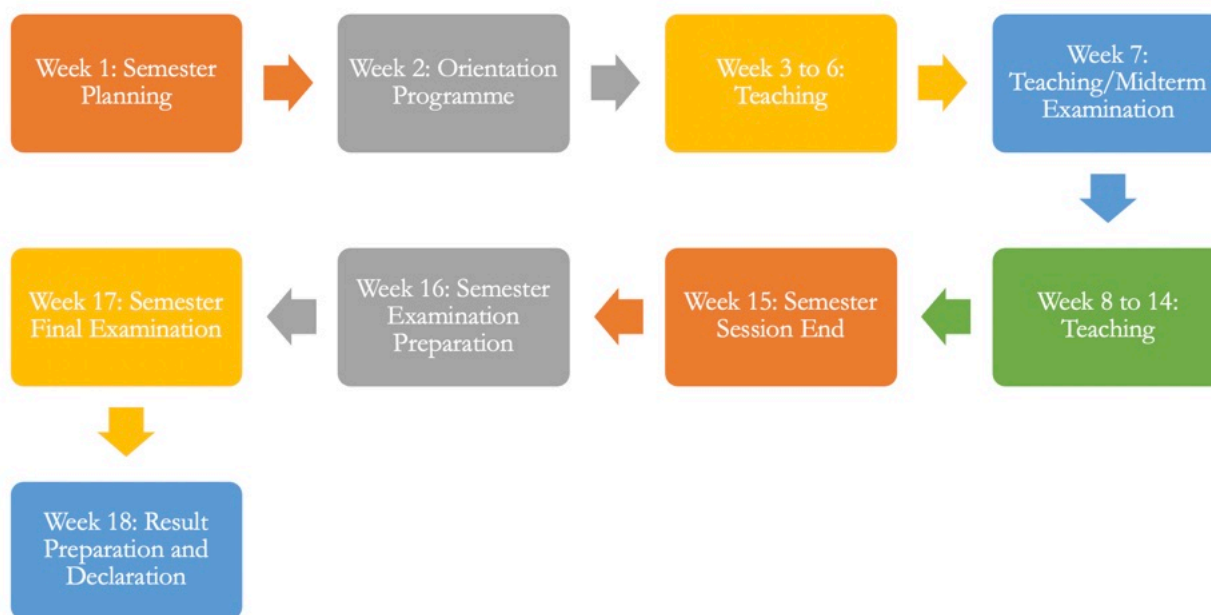 Week 1: Semester
Planning
Week 2: Orientation
Programme
Week 3 to 6:
Teaching
Week 7:
Teaching/Midterm
Examination
Week 8 to 14:
Teaching
Week 15: Semester
Session End
Week 16: Semester
Examination
Preparation
Week 17: Semester
Final Examination
Week 18: Result
Preparation and
Declaration